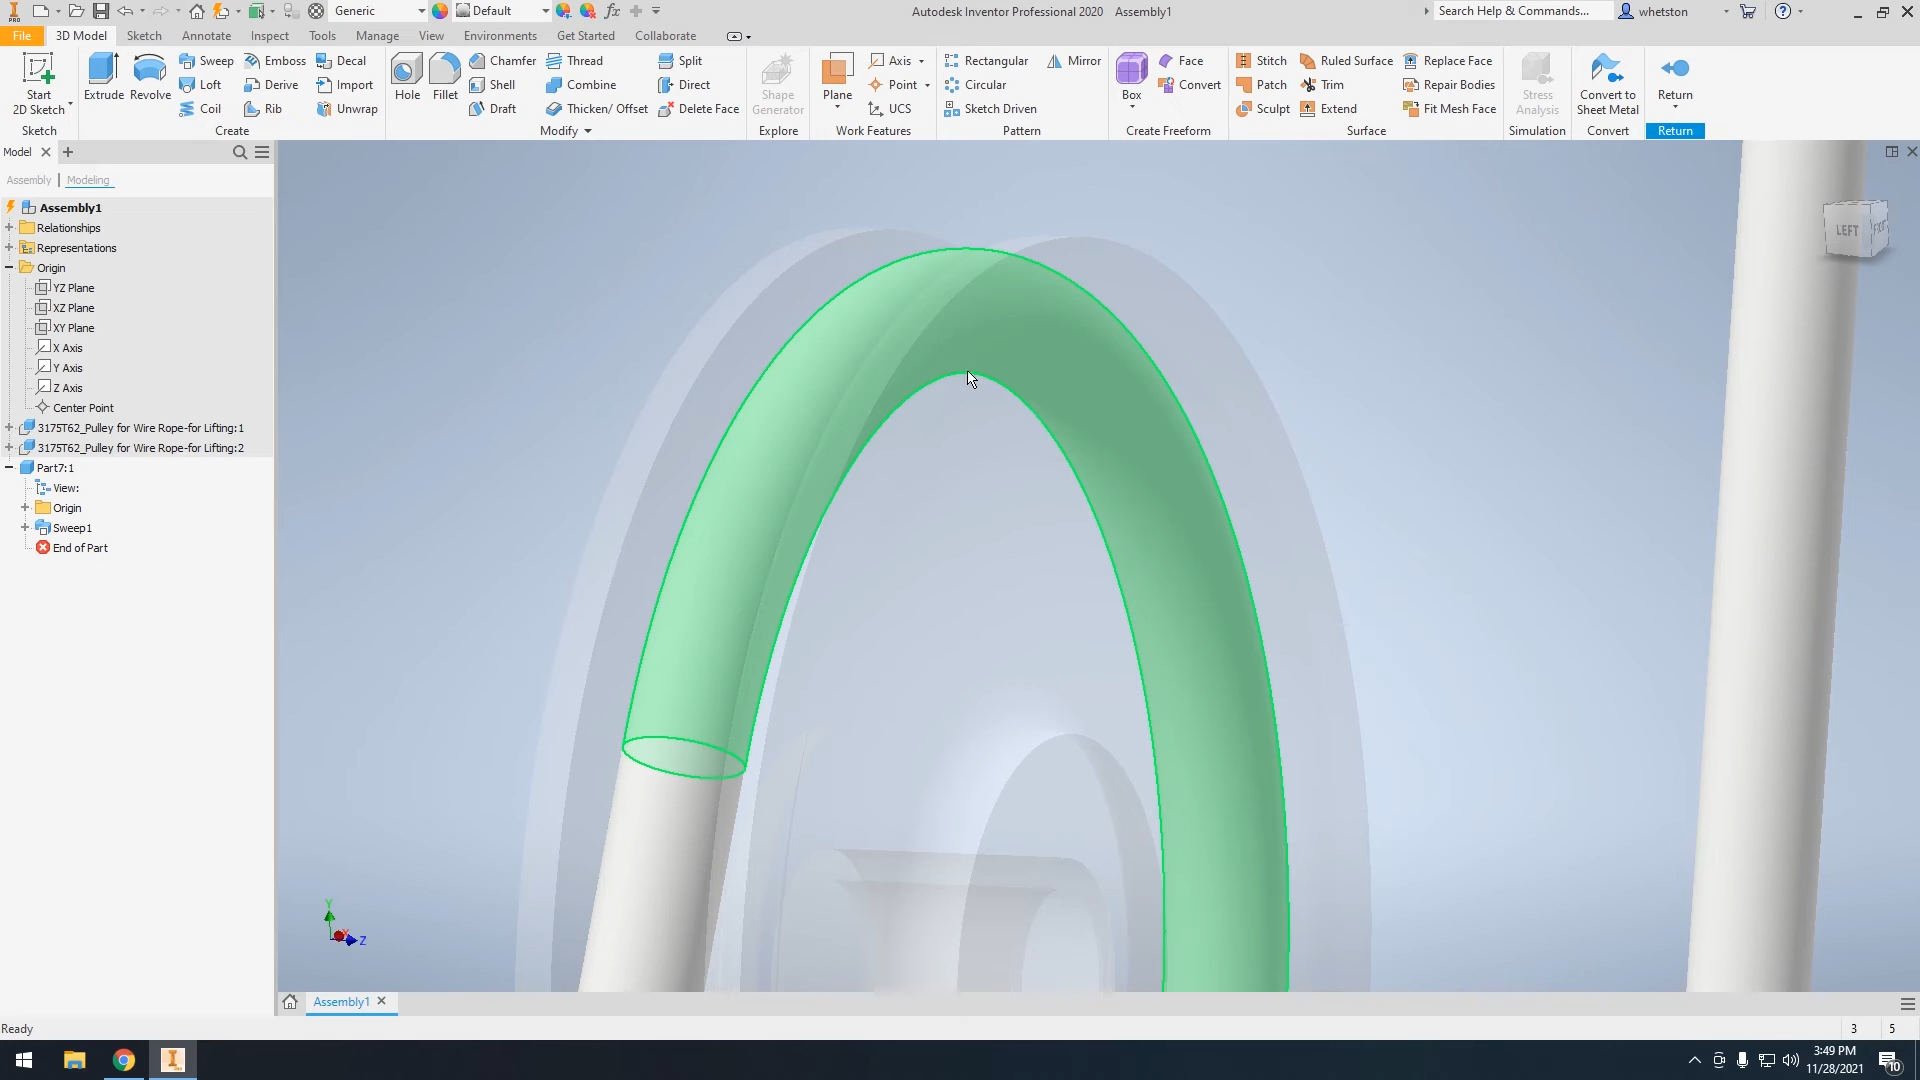 Generic
Default
Autodesk Inventor Professional 2020 Assembly1
Search Help & Commands...
whetston
File
3D Model
Sketch
Annotate
Inspect
Tools
Manage
View
Environments
Get Started
Collaborate
Start
2D Sketch
Sketch
Extrude
Revolve
Sweep
Loft
Coil
Emboss
Derive
Rib
Decal
Import
Unwrap
Create
Hole
Fillet
Chamfer
Shell
Draft
Thread
Combine
Thicken/ Offset
Split
Direct
Delete Face
Modify
Shape
Generator
Explore
Plane
Axis
Point
UCS
Work Features
Rectangular
Circular
Sketch Driven
Mirror
Pattern
Box
Face
Convert
Create Freeform
Stitch
Patch
Sculpt
Ruled Surface
Trim
Extend
Replace Face
Repair Bodies
Fit Mesh Face
Surface
Stress
Analysis
Simulation
Convert to
Sheet Metal
Convert
Return
Return
Model
Assembly
Modeling
Assembly1
Relationships
Representations
Origin
YZ Plane
XZ Plane
XY Plane
X Axis
Y Axis
Z Axis
Center Point
3175T62_Pulley for Wire Rope-for Lifting:1
3175T62_Pulley for Wire Rope-for Lifting:2
Part7:1
View:
Origin
Sweep1
End of Part
LEFT
Y
X
Z
Assembly1
Ready
3
5
3:49 PM
11/28/2021
10